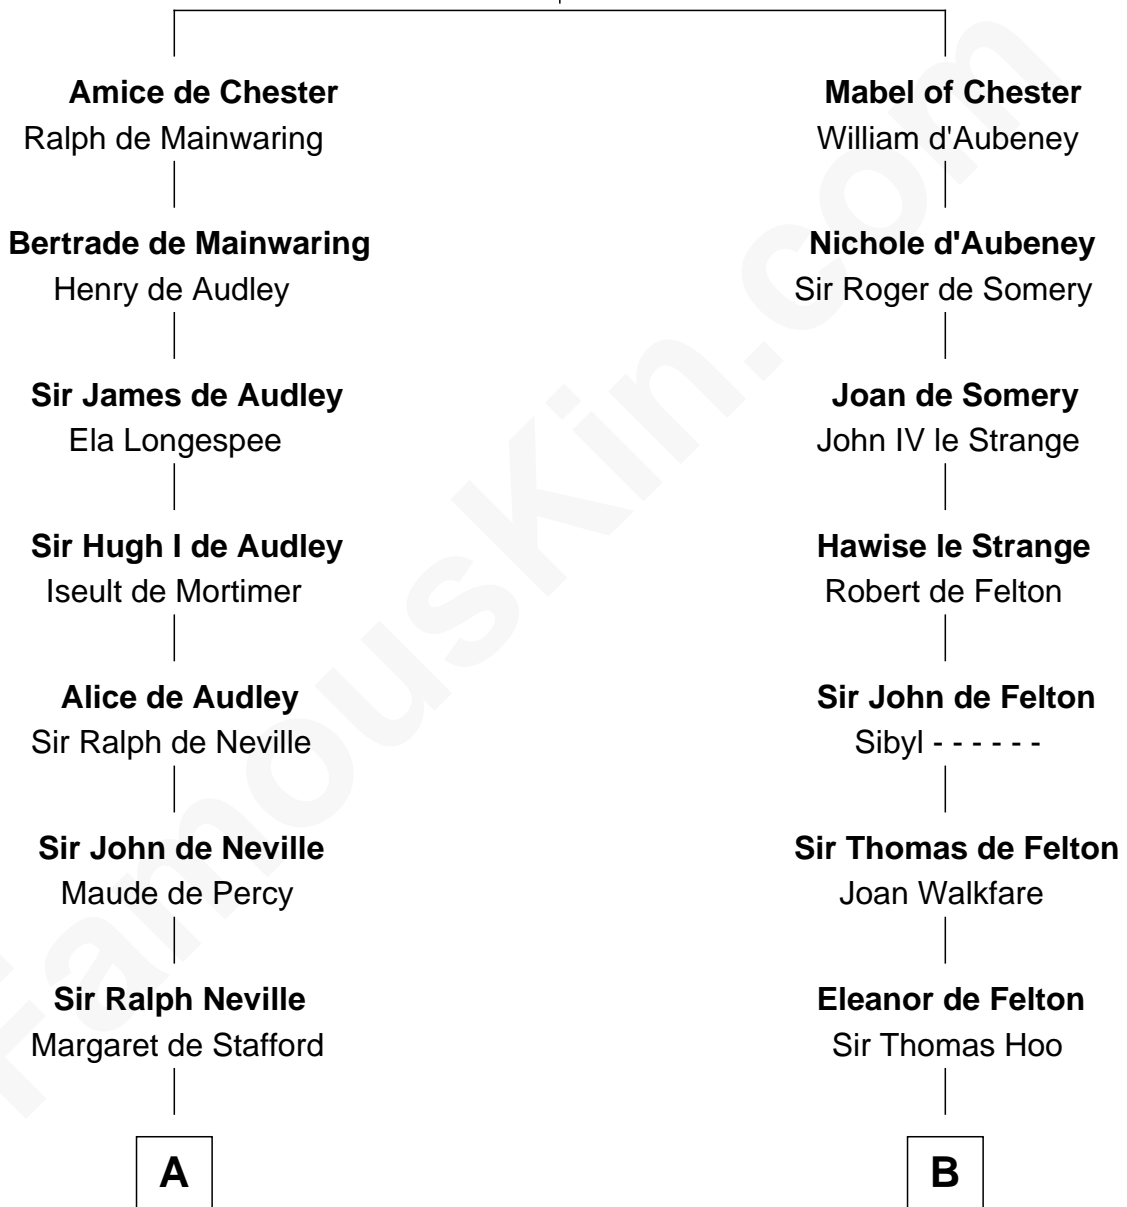 Amice de Chester
Ralph de Mainwaring
Bertrade de Mainwaring
Henry de Audley
Sir James de Audley
Ela Longespee
Sir Hugh I de Audley
Iseult de Mortimer
Alice de Audley
Sir Ralph de Neville
Sir John de Neville
Maude de Percy
Sir Ralph Neville
Margaret de Stafford
A
Mabel of Chester
William d'Aubeney
Nichole d'Aubeney
Sir Roger de Somery
Joan de Somery
John IV le Strange
Hawise le Strange
Robert de Felton
Sir John de Felton
Sibyl - - - - - -
Sir Thomas de Felton
Joan Walkfare
Eleanor de Felton
Sir Thomas Hoo
B
FamousKin.com